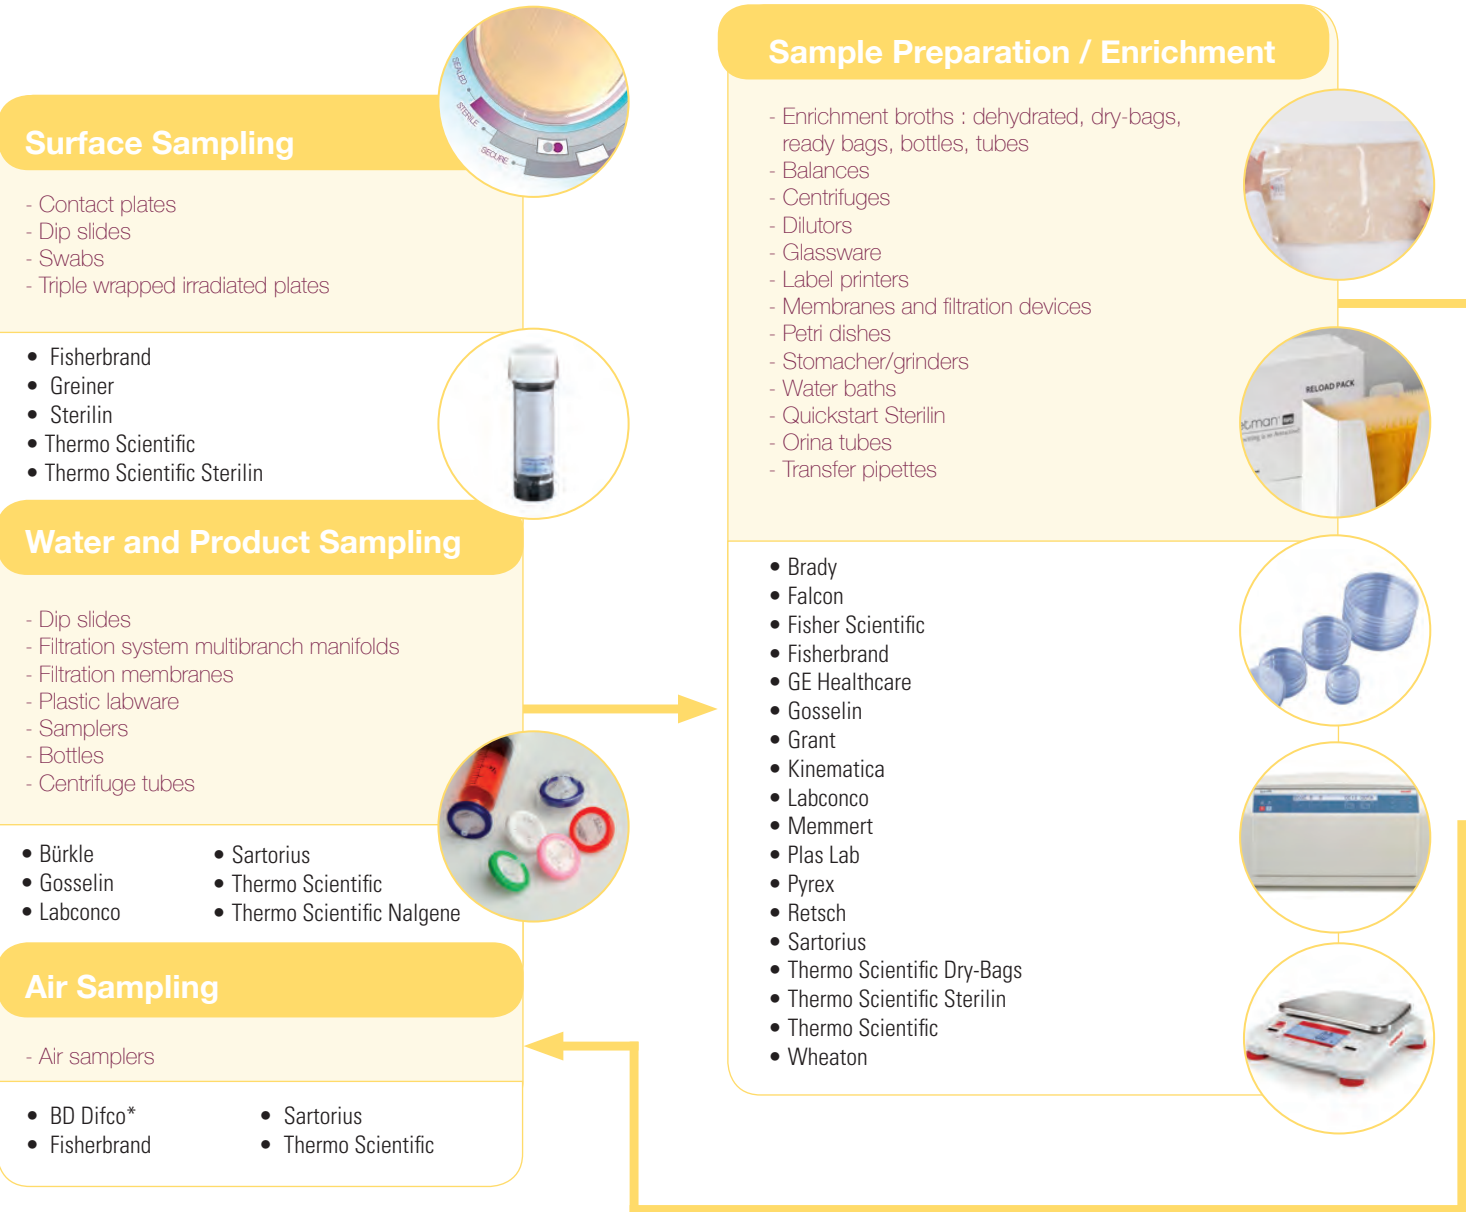 Surface Sampling
SEALED
STERILE
SECURE
- Contact plates
- Dip slides
- Swabs
- Triple wrapped irradiated plates
• Fisherbrand
• Greiner
• Sterilin
• Thermo Scientific
• Thermo Scientific Sterilin
Water and Product Sampling
- Dip slides
- Filtration system multibranch manifolds
- Filtration membranes
- Plastic labware
- Samplers
- Bottles
- Centrifuge tubes
• Bürkle
• Gosselin
• Labconco
• Sartorius
• Thermo Scientific
• Thermo Scientific Nalgene
Air Sampling
- Air samplers
• BD Difco*
• Fisherbrand
• Sartorius
• Thermo Scientific
Sample Preparation / Enrichment
- Enrichment broths : dehydrated, dry-bags,
ready bags, bottles, tubes
- Balances
- Centrifuges
- Dilutors
- Glassware
- Label printers
- Membranes and filtration devices
- Petri dishes
- Stomacher/grinders
- Water baths
- Quickstart Sterilin
- Orina tubes
- Transfer pipettes
RELOAD PACK
• Brady
• Falcon
• Fisher Scientific
• Fisherbrand
• GE Healthcare
• Gosselin
• Grant
• Kinematica
• Labconco
• Memmert
• Plas Lab
• Pyrex
• Retsch
• Sartorius
• Thermo Scientific Dry-Bags
• Thermo Scientific Sterilin
• Thermo Scientific
• Wheaton